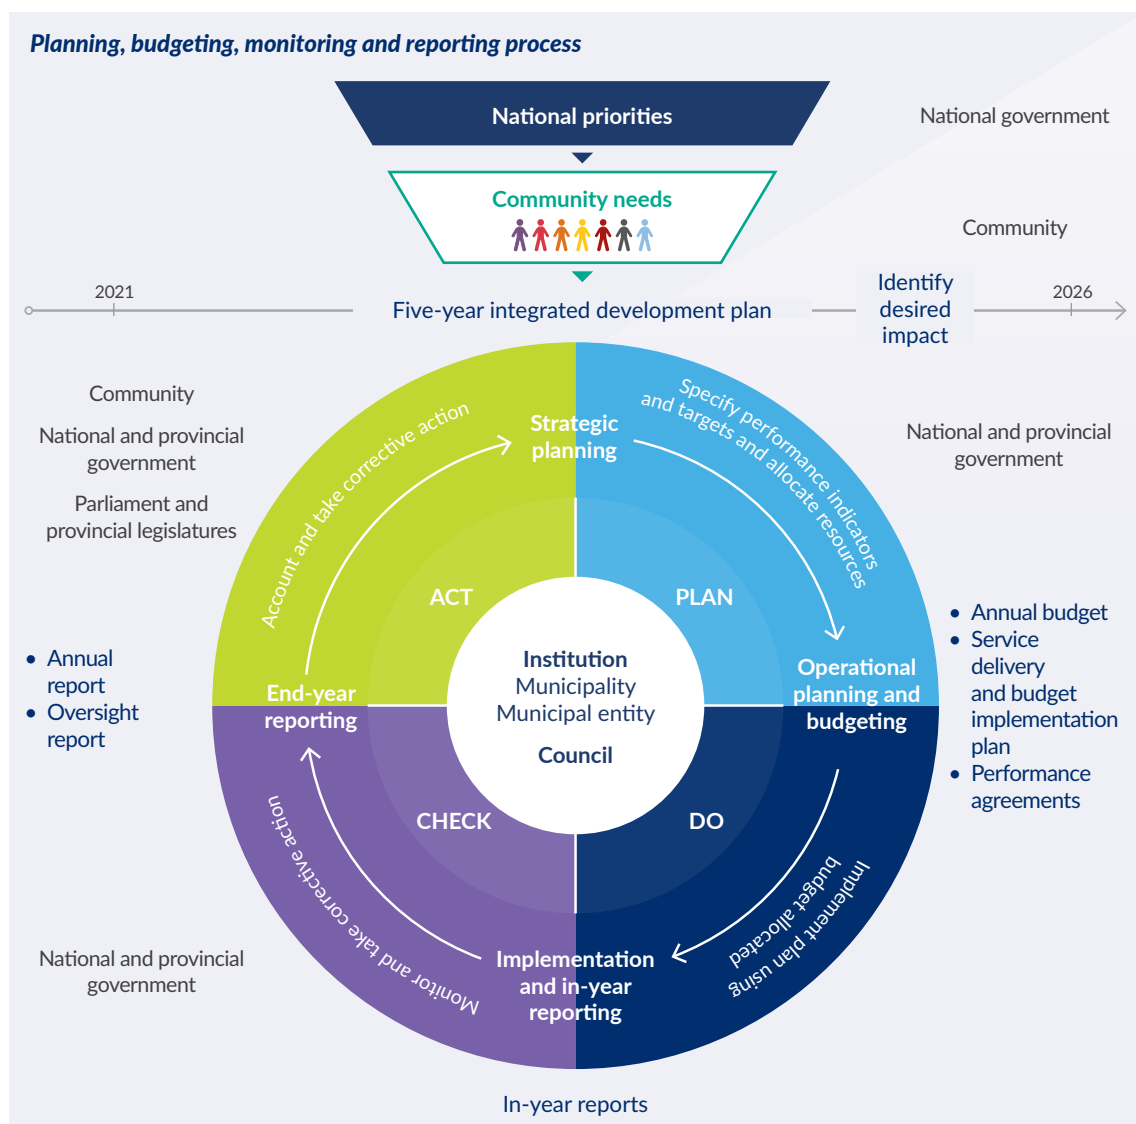 Planning, budgeting, monitoring and reporting process
National priorities
National government
Community needs
Community
2021
Five-year integrated development plan
Identify
desired
impact
2026
Community
National and provincial
government
Parliament and
provincial legislatures
Account and take corrective action
Strategic
planning
Specify performance indicators
and targets and allocate resources
National and provincial
government
ACT
PLAN
• Annual
report
• Oversight
report
End-year
reporting
Institution
Municipality
Municipal entity
Council
Operational
planning and
budgeting
• Annual budget
• Service
delivery
and budget
implementation
plan
• Performance
agreements
CHECK
DO
Monitor and take corrective action
Implement plan using
budget allocated
National and provincial
government
Implementation
and in-year
reporting
In-year reports